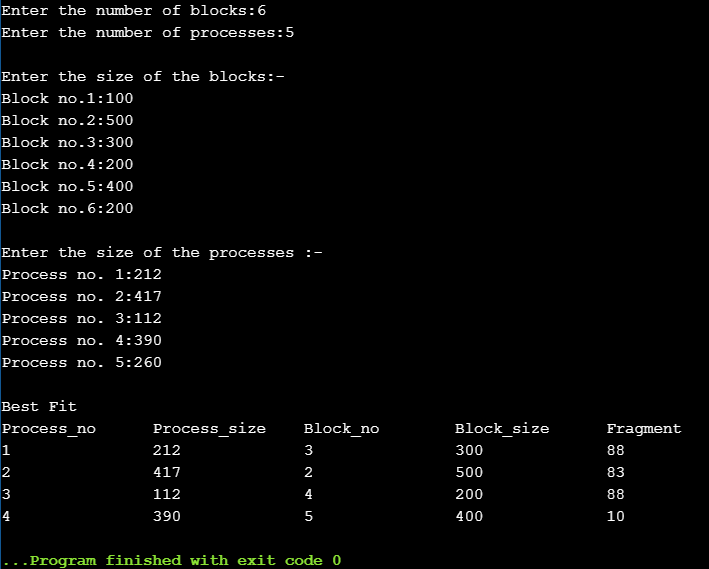 Enter the number of blocks:6
Enter the number of processes:5
Enter the size of the blocks:-
Block no.1:100
Block no.2:500
Block no.3:300
Block no.4:200
Block no.5:400
Block no.6:200
Enter the size of the processes :-
Process no. 1:212
Process no. 2:417
Process no. 3:112
Process no. 4:390
Process no. 5:260
Best Fit
Process_no Process_size Block_no Block_size Fragment
1 212 3 300 88
2 417 2 500 83
3 112 4 200 88
4 390 5 400 10
...Program finished with exit code 0